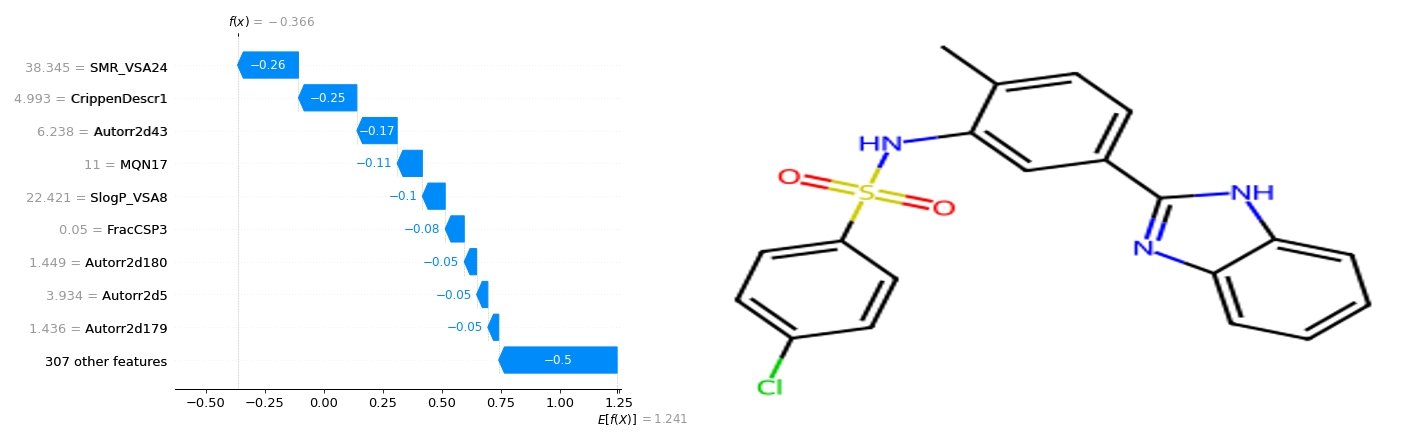 f(x) = −0.366
38.345 = SMR_VSA24
−0.26
4.993 = CrippenDescr1
−0.25
6.238 = Autorr2d43
−0.17
11 = MQN17
−0.11
22.421 = SlogP_VSA8
−0.1
0.05 = FracCSP3
−0.08
1.449 = Autorr2d180
−0.05
3.934 = Autorr2d5
−0.05
1.436 = Autorr2d179
−0.05
307 other features
−0.5
−0.50 −0.25 0.00 0.25 0.50 0.75 1.00 1.25
E[f(X)] = 1.241
HN
O
S
O
NH
N
Cl